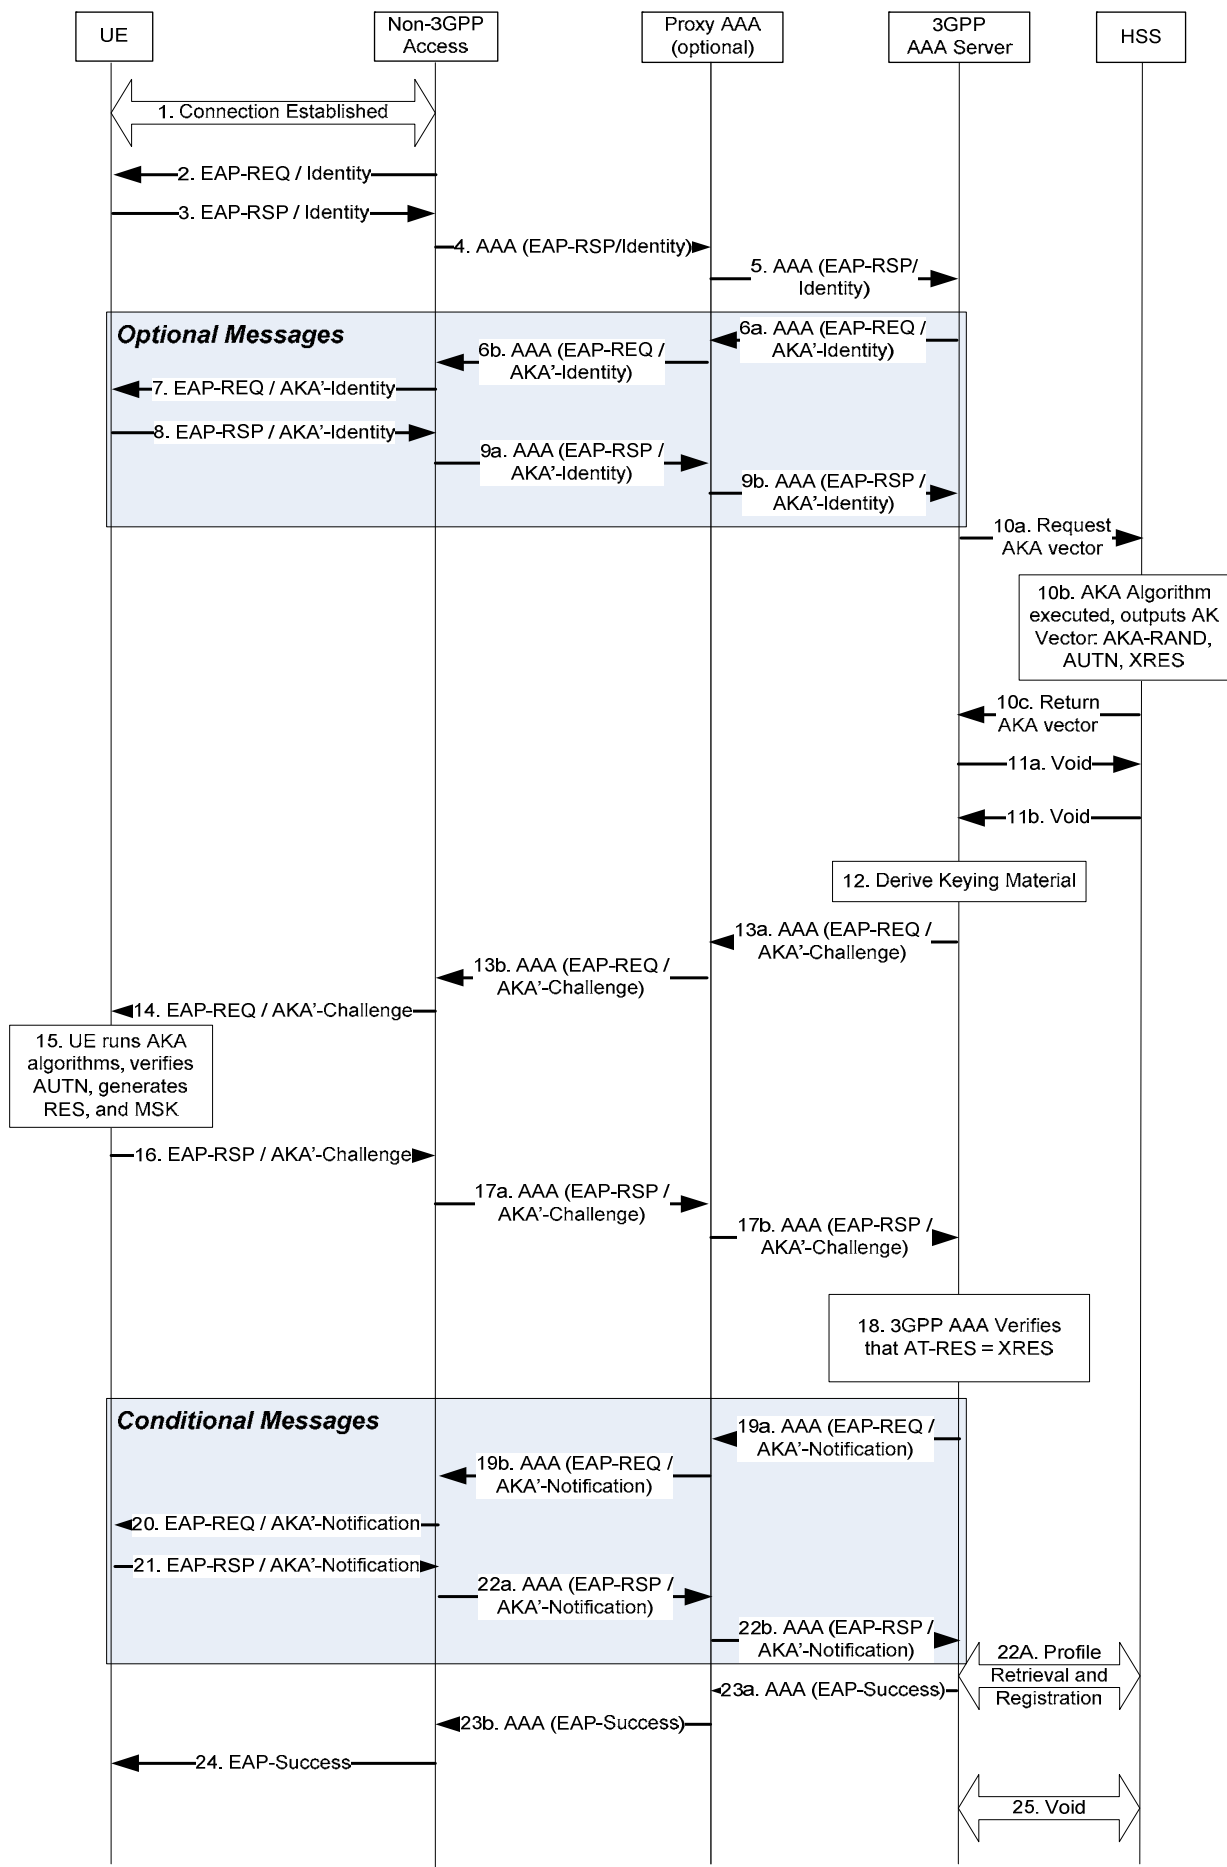 UE
Non-3GPP
Access
Proxy AAA
(optional)
3GPP
AAA Server
HSS
1. Connection Established
2. EAP-REQ / Identity
3. EAP-RSP / Identity
4. AAA (EAP-RSP/Identity)
5. AAA (EAP-RSP/
Identity)
Optional Messages
6a. AAA (EAP-REQ /
AKA'-Identity)
6b. AAA (EAP-REQ /
AKA'-Identity)
7. EAP-REQ / AKA'-Identity
8. EAP-RSP / AKA'-Identity
9a. AAA (EAP-RSP /
AKA'-Identity)
9b. AAA (EAP-RSP /
AKA'-Identity)
10a. Request
AKA vector
10b. AKA Algorithm
executed, outputs AK
Vector: AKA-RAND,
AUTN, XRES
10c. Return
AKA vector
11a. Void
11b. Void
12. Derive Keying Material
13a. AAA (EAP-REQ /
AKA'-Challenge)
13b. AAA (EAP-REQ /
AKA'-Challenge)
14. EAP-REQ / AKA'-Challenge
15. UE runs AKA
algorithms, verifies
AUTN, generates
RES, and MSK
16. EAP-RSP / AKA'-Challenge
17a. AAA (EAP-RSP /
AKA'-Challenge)
17b. AAA (EAP-RSP /
AKA'-Challenge)
18. 3GPP AAA Verifies
that AT-RES = XRES
Conditional Messages
19a. AAA (EAP-REQ /
AKA'-Notification)
19b. AAA (EAP-REQ /
AKA'-Notification)
20. EAP-REQ / AKA'-Notification
21. EAP-RSP / AKA'-Notification
22a. AAA (EAP-RSP /
AKA'-Notification)
22b. AAA (EAP-RSP /
AKA'-Notification)
22A. Profile
Retrieval and
Registration
23a. AAA (EAP-Success)
23b. AAA (EAP-Success)
24. EAP-Success
25. Void